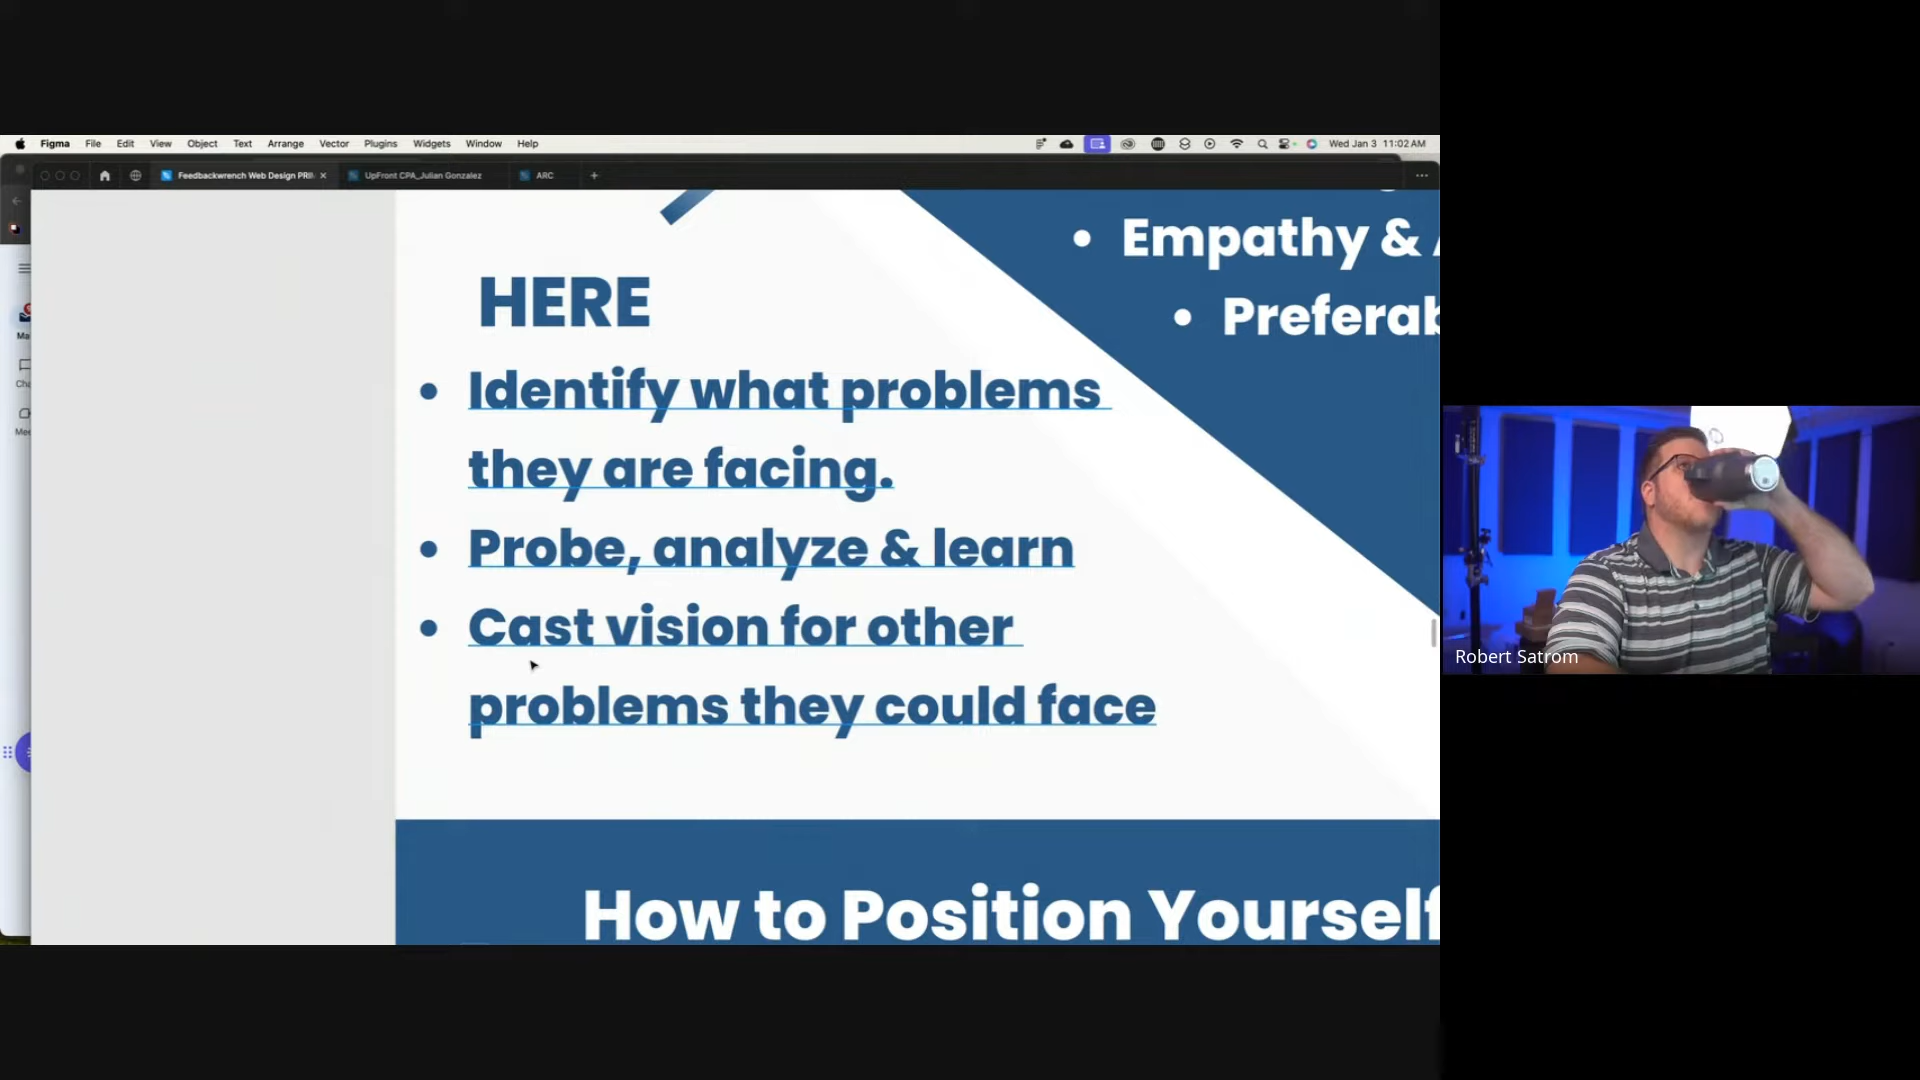 Figma File Edit View Object Text Arrange Vector Plugins Widgets Window Help
Wed Jan 3 11:02 AM
Feedbackwrench Web Design PRI
UpFront CPA_Julian Gonzalez
ARC
Empathy &
Preferab
HERE
Identify what problems
they are facing.
Probe, analyze & learn
Cast vision for other
problems they could face
How to Position Yourself
Robert Satrom